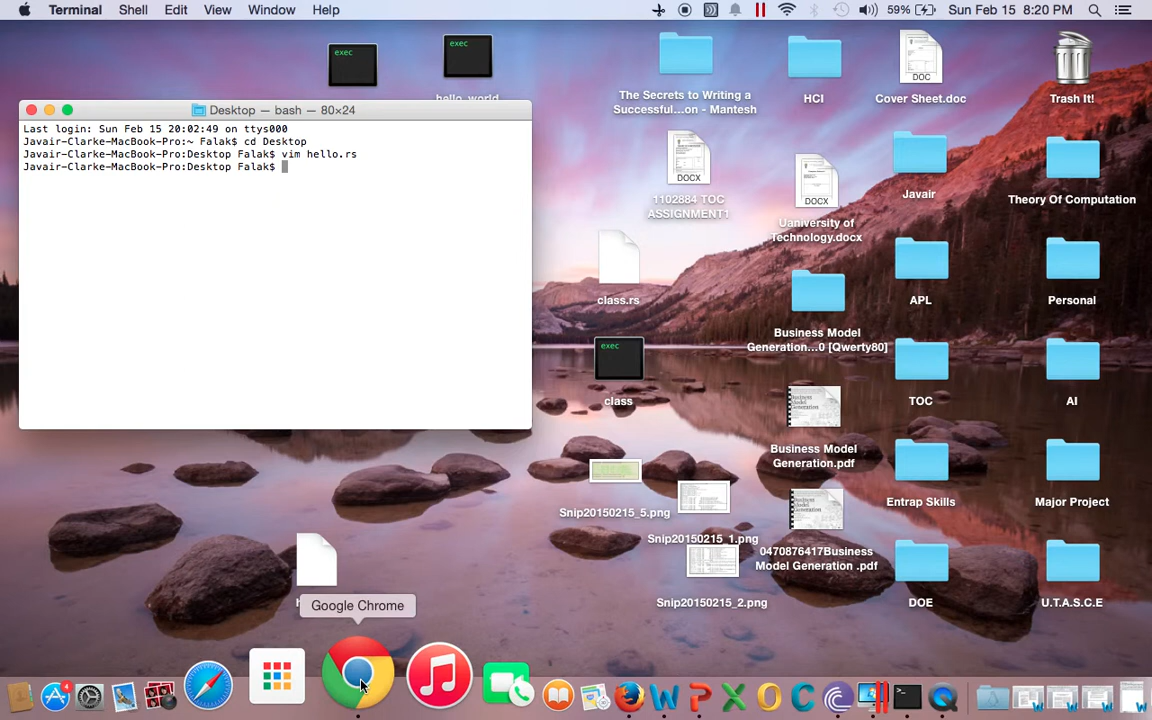 Terminal Shell Edit View Window Help 59% Sun Feb 15 8:20 PM
exec
exec
hello_world
Desktop — bash — 80×24
Last login: Sun Feb 15 20:02:49 on ttys000
Javair-Clarke-MacBook-Pro:~ Falak$ cd Desktop
Javair-Clarke-MacBook-Pro:Desktop Falak$ vim hello.rs
Javair-Clarke-MacBook-Pro:Desktop Falak$
The Secrets to Writing a
Successful...on - Mantesh
HCI
DOC
Cover Sheet.doc
Trash It!
DOCX
1102884 TOC
ASSIGNMENT1
DOCX
Uaniversity of
Technology.docx
Javair
Theory Of Computation
class.rs
Business Model
Generation...0 [Qwerty80]
APL
Personal
exec
class
Business Model
Generation.pdf
TOC
AI
Snip20150215_5.png
Snip20150215_1.png
0470876417Business
Model Generation .pdf
Entrap Skills
Major Project
Snip20150215_2.png
DOE
U.T.A.S.C.E
Google Chrome
4